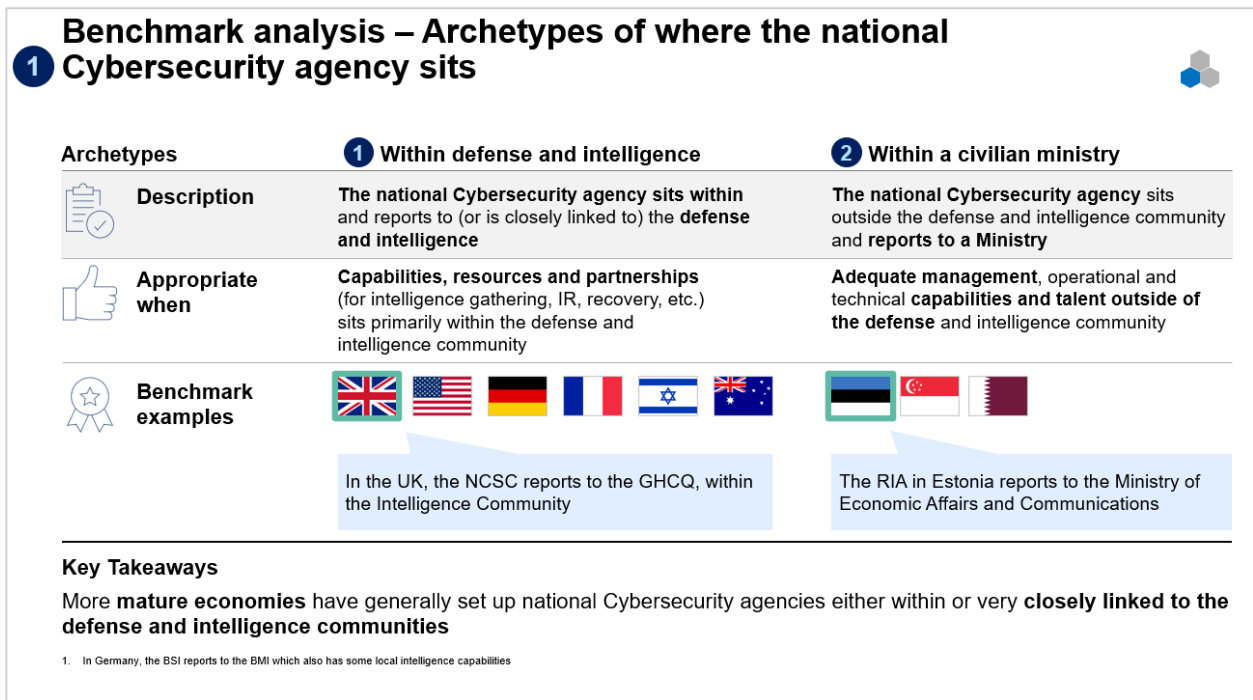 Benchmark analysis – Archetypes of where the national
1 Cybersecurity agency sits
Archetypes
1 Within defense and intelligence
2 Within a civilian ministry
Description
The national Cybersecurity agency sits within
and reports to (or is closely linked to) the defense
and intelligence
The national Cybersecurity agency sits
outside the defense and intelligence community
and reports to a Ministry
Appropriate
when
Capabilities, resources and partnerships
(for intelligence gathering, IR, recovery, etc.)
sits primarily within the defense and
intelligence community
Adequate management, operational and
technical capabilities and talent outside of
the defense and intelligence community
Benchmark
examples
In the UK, the NCSC reports to the GHCQ, within
the Intelligence Community
The RIA in Estonia reports to the Ministry of
Economic Affairs and Communications
Key Takeaways
More mature economies have generally set up national Cybersecurity agencies either within or very closely linked to the
defense and intelligence communities
1. In Germany, the BSI reports to the BMI which also has some local intelligence capabilities